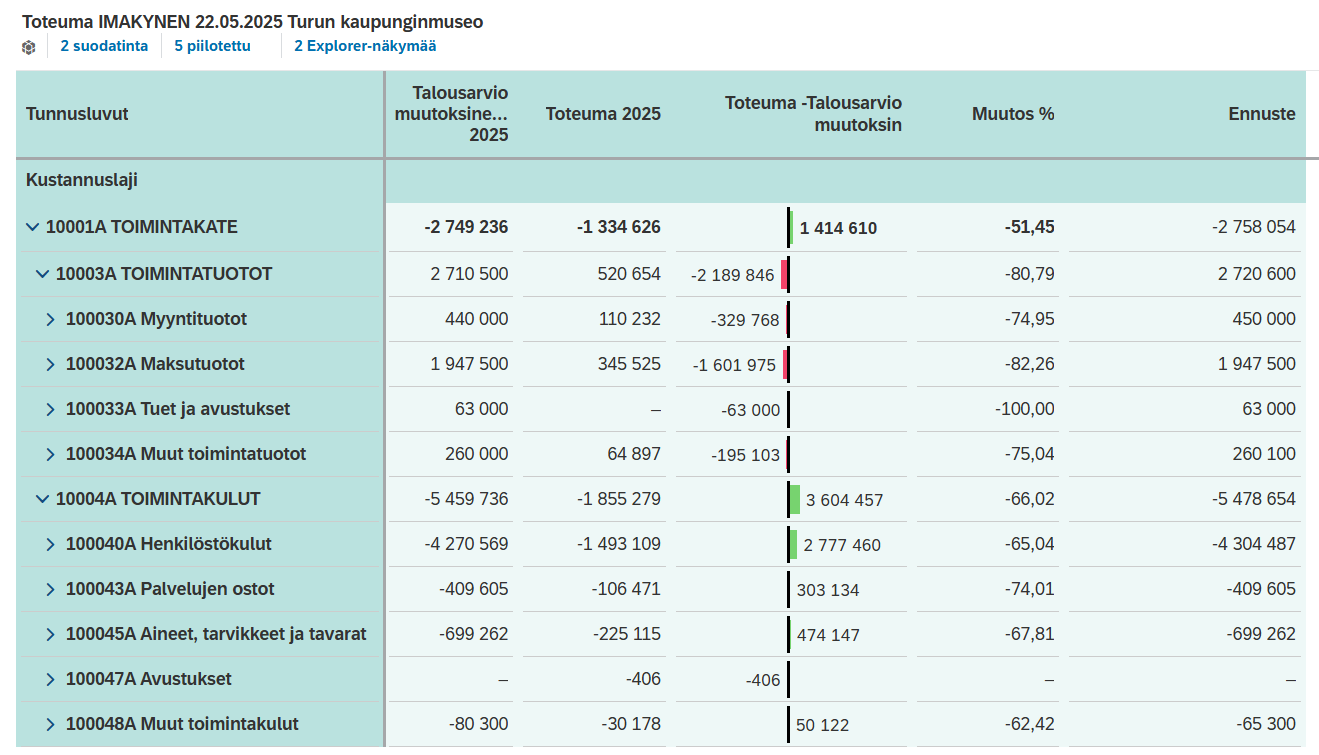 Toteuma IMAKYNEN 22.05.2025 Turun kaupunginmuseo
2 suodatinta 5 piilotettu 2 Explorer-näkymää
Tunnusluvut Talousarvio muutoksine... 2025 Toteuma 2025 Toteuma -Talousarvio muutoksin Muutos % Ennuste
Kustannuslaji
10001A TOIMINTAKATE -2 749 236 -1 334 626 1 414 610 -51,45 -2 758 054
10003A TOIMINTATUOTOT 2 710 500 520 654 -2 189 846 -80,79 2 720 600
100030A Myyntituotot 440 000 110 232 -329 768 -74,95 450 000
100032A Maksutuotot 1 947 500 345 525 -1 601 975 -82,26 1 947 500
100033A Tuet ja avustukset 63 000 – -63 000 -100,00 63 000
100034A Muut toimintatuotot 260 000 64 897 -195 103 -75,04 260 100
10004A TOIMINTAKULUT -5 459 736 -1 855 279 3 604 457 -66,02 -5 478 654
100040A Henkilöstökulut -4 270 569 -1 493 109 2 777 460 -65,04 -4 304 487
100043A Palvelujen ostot -409 605 -106 471 303 134 -74,01 -409 605
100045A Aineet, tarvikkeet ja tavarat -699 262 -225 115 474 147 -67,81 -699 262
100047A Avustukset – -406 -406 – –
100048A Muut toimintakulut -80 300 -30 178 50 122 -62,42 -65 300